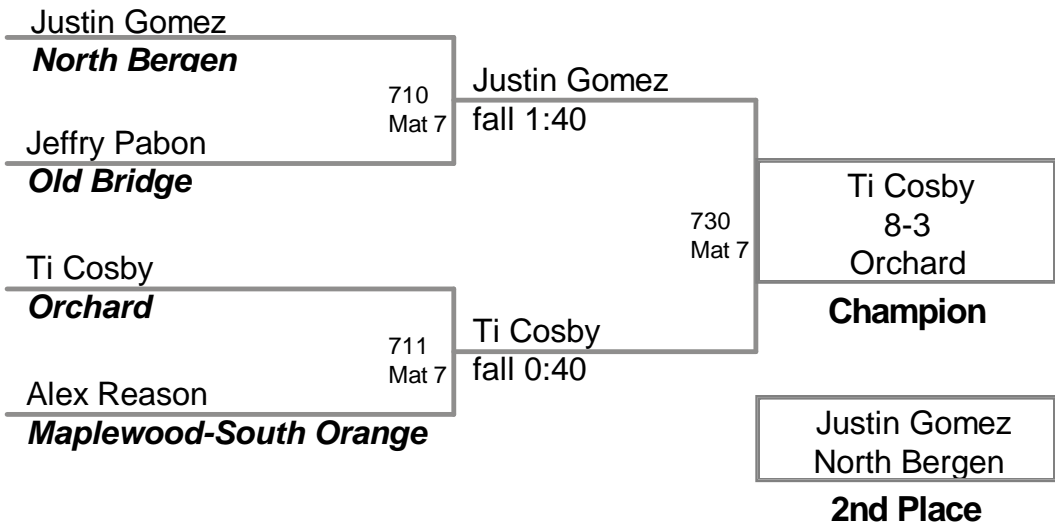 Justin Gomez
North Bergen
710
Mat 7
Justin Gomez
fall 1:40
Jeffry Pabon
Old Bridge
Ti Cosby
8-3
Orchard
Champion
730
Mat 7
Ti Cosby
Orchard
711
Mat 7
Ti Cosby
fall 0:40
Alex Reason
Maplewood-South Orange
Justin Gomez
North Bergen
2nd Place